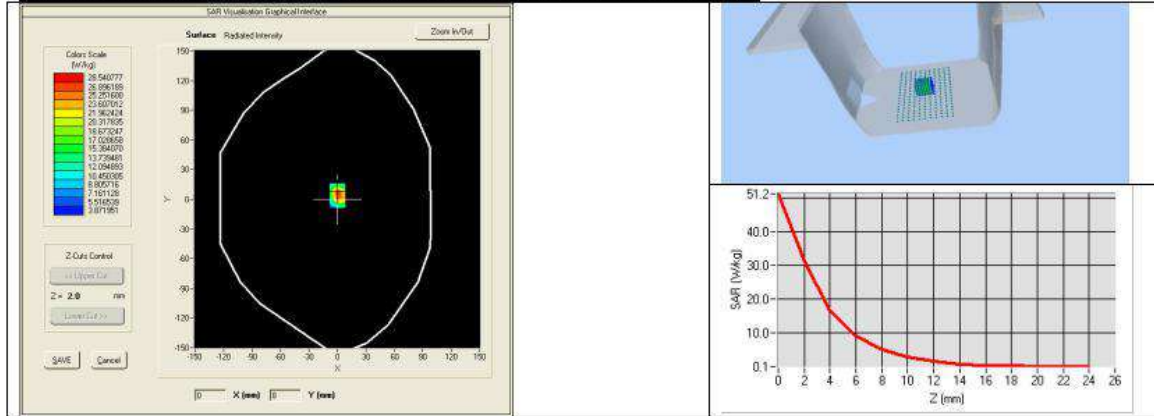 SAR Visualisation Graphical Interface
Surface Radiated Intensity
Zoom In/Out
Colors Scale
(W/kg)
28.540777
26.896189
25.251600
23.607012
21.962424
20.317835
18.673247
17.028658
15.384070
13.739481
12.094893
10.450305
8.805716
7.161128
5.516539
3.871951
150
120
90
60
30
0
-30
-60
-90
-120
-150
Y
-150 -120 -90 -60 -30 0 30 60 90 120 150
X
Z-Cuts Control
<< Upper Cut
Z = 2.0 mm
Lower Cut >>
SAVE Cancel
0 X (mm) 0 Y (mm)
51.2
40.0
30.0
20.0
10.0
0.1
SAR (W/kg)
0 2 4 6 8 10 12 14 16 18 20 22 24 26
Z (mm)